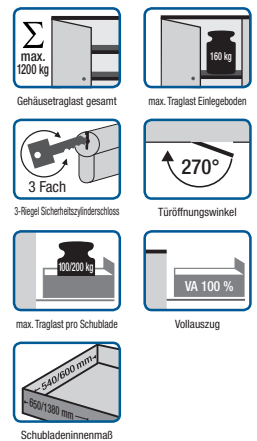 Σ
max.
1200 kg
160 kg
Gehäusetraglast gesamt
max. Traglast Einlegeboden
3 Fach
270°
3-Riegel Sicherheitszylinderschloss
Türöffnungswinkel
100/200 kg
VA 100 %
max. Traglast pro Schublade
Vollauszug
540/600 mm
650/1380 mm
Schubladeninnenmaß